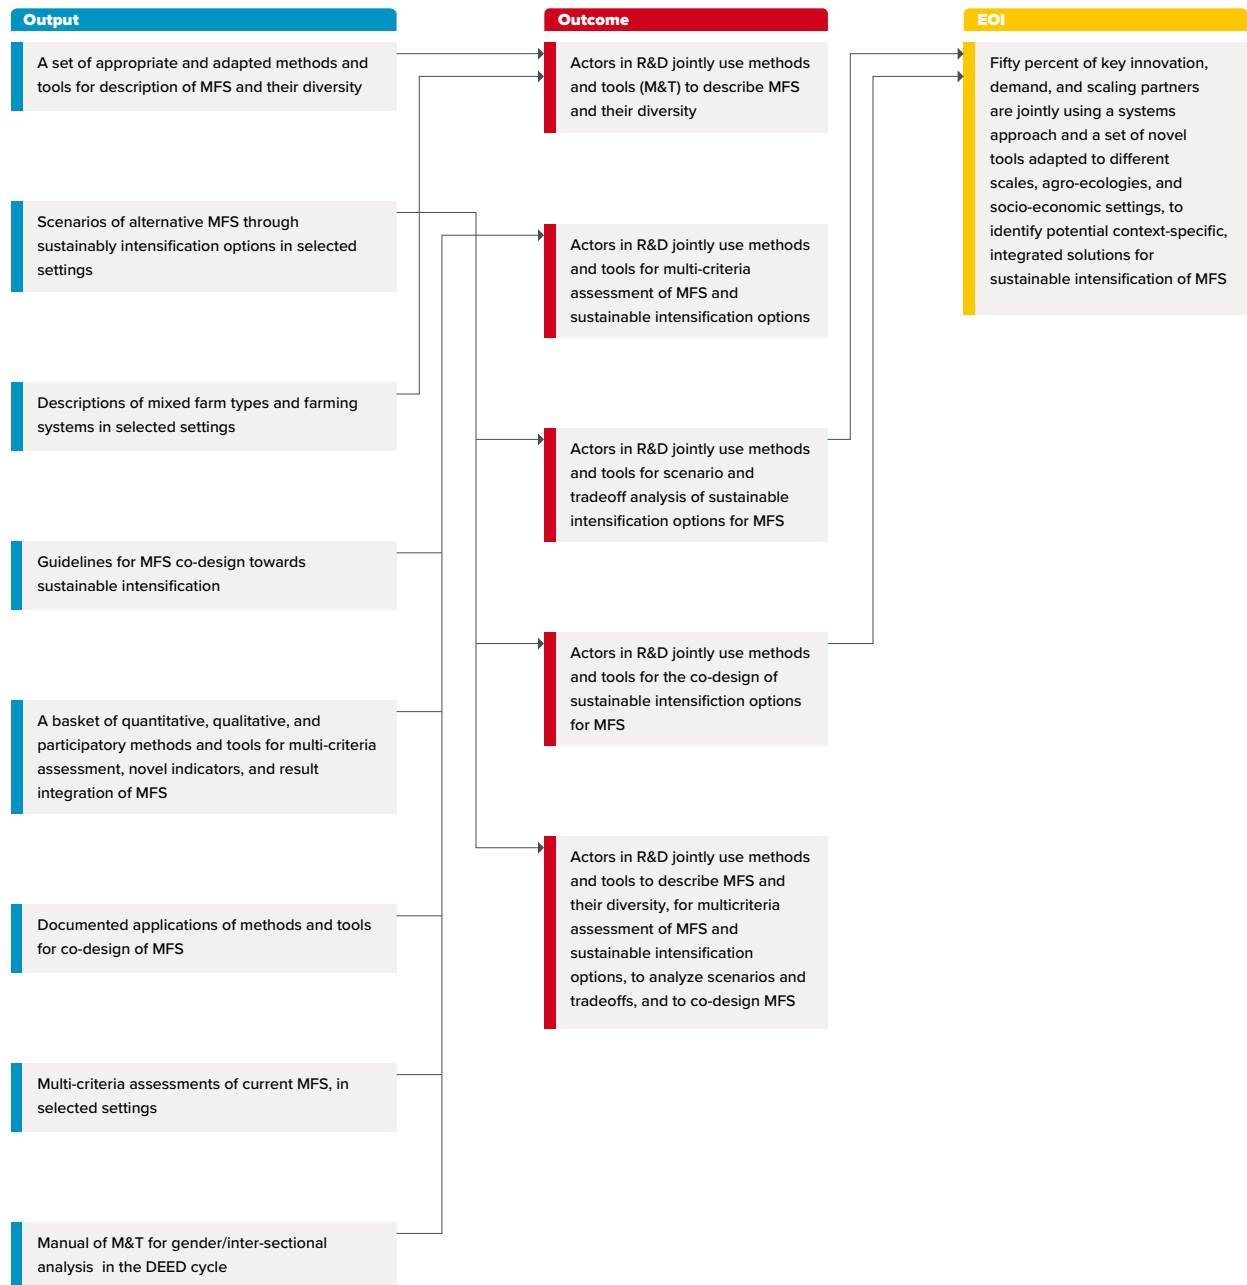 Output
A set of appropriate and adapted methods and
tools for description of MFS and their diversity
Scenarios of alternative MFS through
sustainably intensification options in selected
settings
Descriptions of mixed farm types and farming
systems in selected settings
Guidelines for MFS co-design towards
sustainable intensification
A basket of quantitative, qualitative, and
participatory methods and tools for multi-criteria
assessment, novel indicators, and result
integration of MFS
Documented applications of methods and tools
for co-design of MFS
Multi-criteria assessments of current MFS, in
selected settings
Manual of M&T for gender/inter-sectional
analysis in the DEED cycle
Outcome
Actors in R&D jointly use methods
and tools (M&T) to describe MFS
and their diversity
Actors in R&D jointly use methods
and tools for multi-criteria
assessment of MFS and
sustainable intensification options
Actors in R&D jointly use methods
and tools for scenario and
tradeoff analysis of sustainable
intensification options for MFS
Actors in R&D jointly use methods
and tools for the co-design of
sustainable intensifiction options
for MFS
Actors in R&D jointly use methods
and tools to describe MFS and
their diversity, for multicriteria
assessment of MFS and
sustainable intensification
options, to analyze scenarios and
tradeoffs, and to co-design MFS
EOI
Fifty percent of key innovation,
demand, and scaling partners
are jointly using a systems
approach and a set of novel
tools adapted to different
scales, agro-ecologies, and
socio-economic settings, to
identify potential context-specific,
integrated solutions for
sustainable intensification of MFS